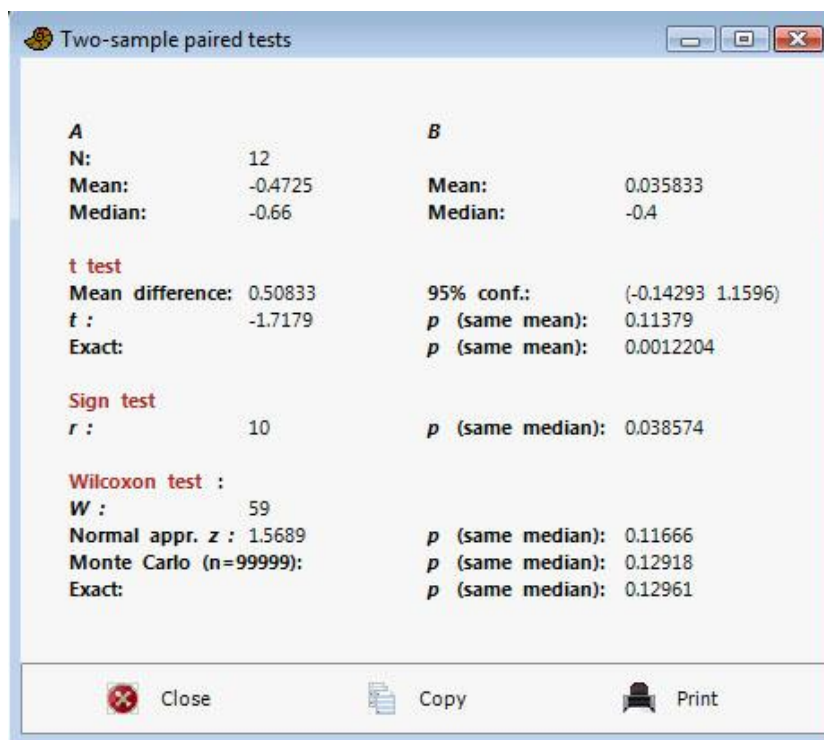 Two-sample paired tests
A B
N: 12
Mean: -0.4725 Mean: 0.035833
Median: -0.66 Median: -0.4
t test
Mean difference: 0.50833 95% conf.: (-0.14293 1.1596)
t : -1.7179 p (same mean): 0.11379
Exact: p (same mean): 0.0012204
Sign test
r : 10 p (same median): 0.038574
Wilcoxon test :
W : 59
Normal appr. z : 1.5689 p (same median): 0.11666
Monte Carlo (n=99999): p (same median): 0.12918
Exact: p (same median): 0.12961
Close Copy Print